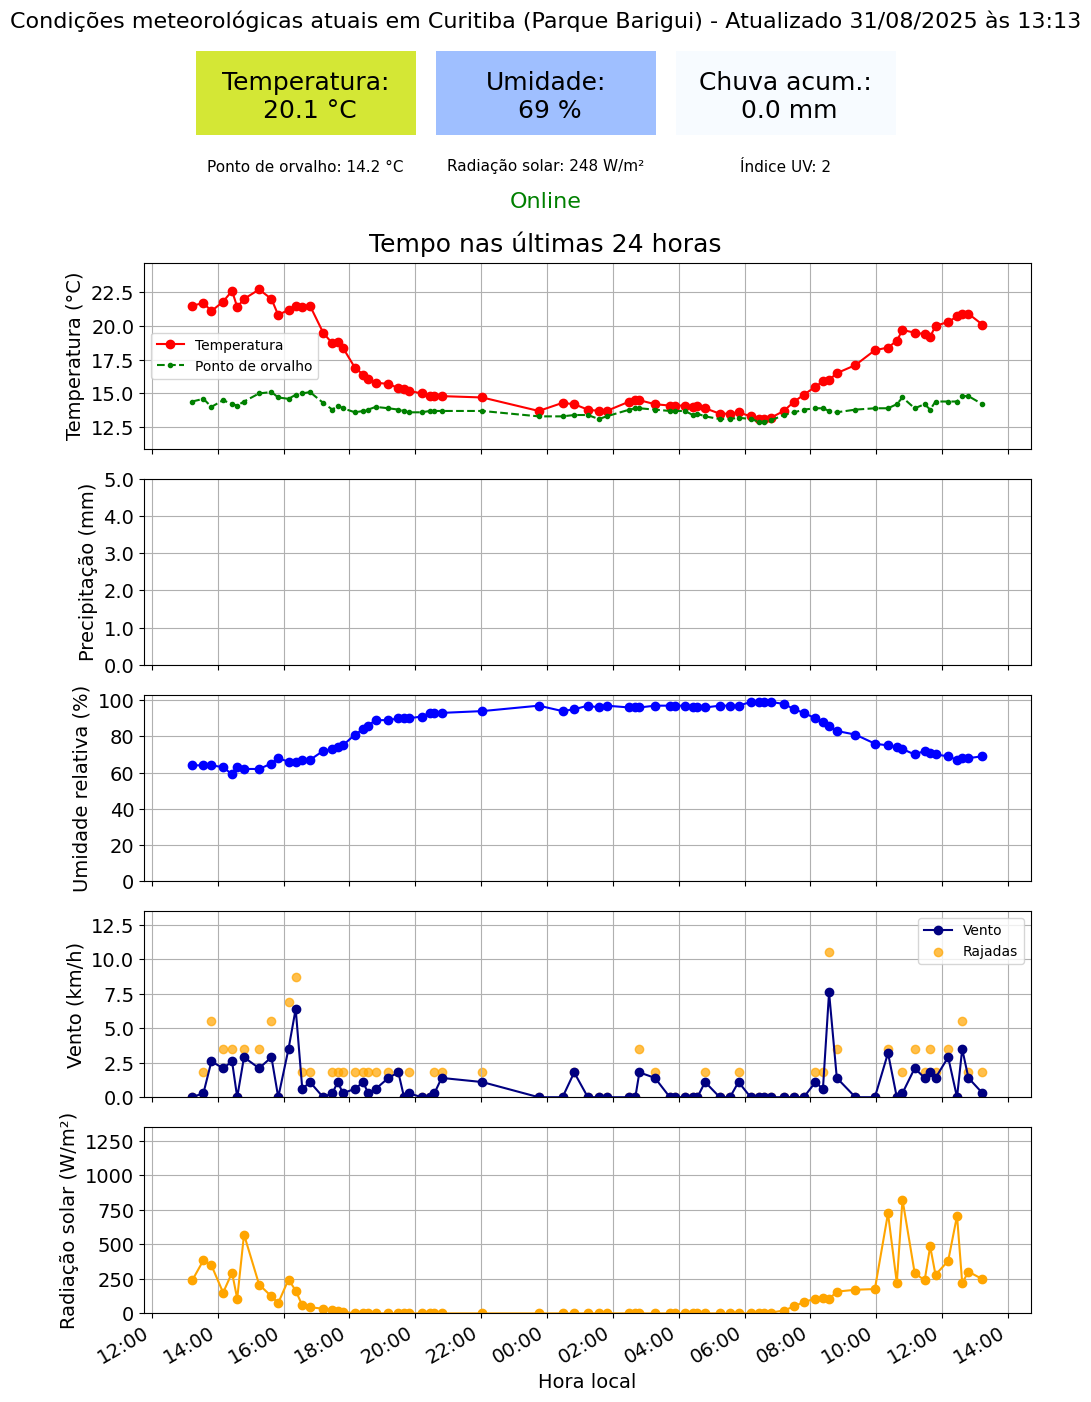 Condições meteorológicas atuais em Curitiba (Parque Barigui) - Atualizado 31/08/2025 às 13:13
Temperatura:
20.1 °C
Umidade:
69 %
Chuva acum.:
0.0 mm
Ponto de orvalho: 14.2 °C
Radiação solar: 248 W/m²
Índice UV: 2
Online
Tempo nas últimas 24 horas
Temperatura (°C)
22.5
20.0
17.5
15.0
12.5
Temperatura
Ponto de orvalho
Precipitação (mm)
5.0
4.0
3.0
2.0
1.0
0.0
Umidade relativa (%)
100
80
60
40
20
0
Vento (km/h)
12.5
10.0
7.5
5.0
2.5
0.0
Vento
Rajadas
Radiação solar (W/m²)
1250
1000
750
500
250
0
12:00
14:00
16:00
18:00
20:00
22:00
00:00
02:00
04:00
06:00
08:00
10:00
12:00
14:00
Hora local